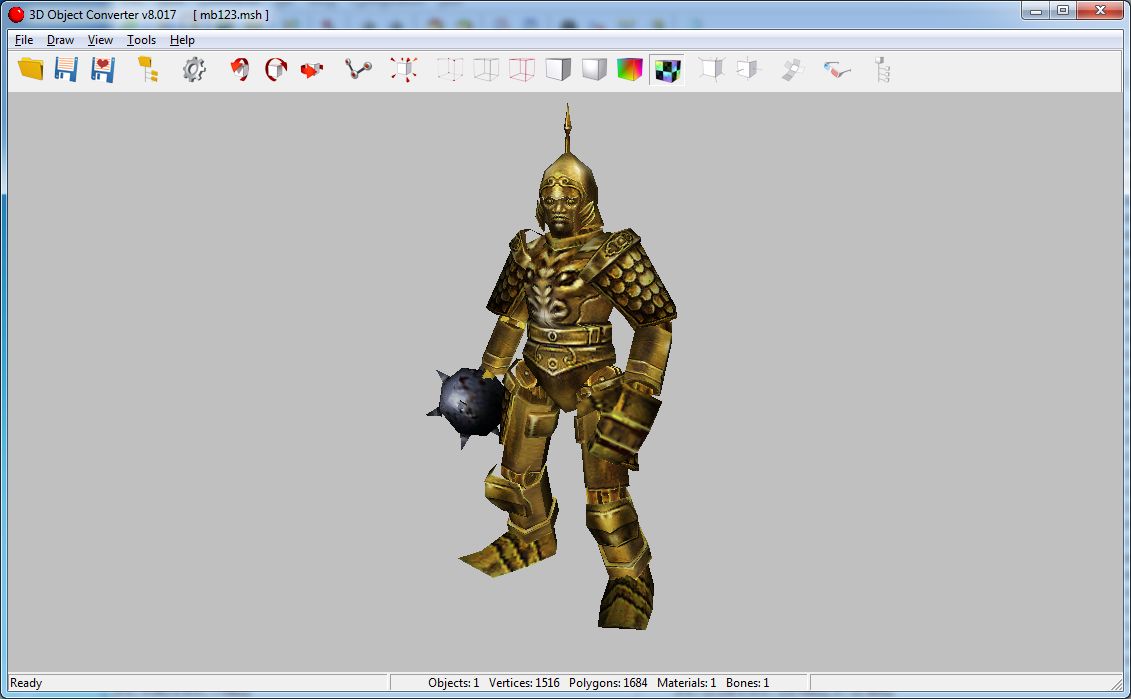 3D Object Converter v8.017 [ mb123.msh ]
File Draw View Tools Help
Ready Objects: 1 Vertices: 1516 Polygons: 1684 Materials: 1 Bones: 1